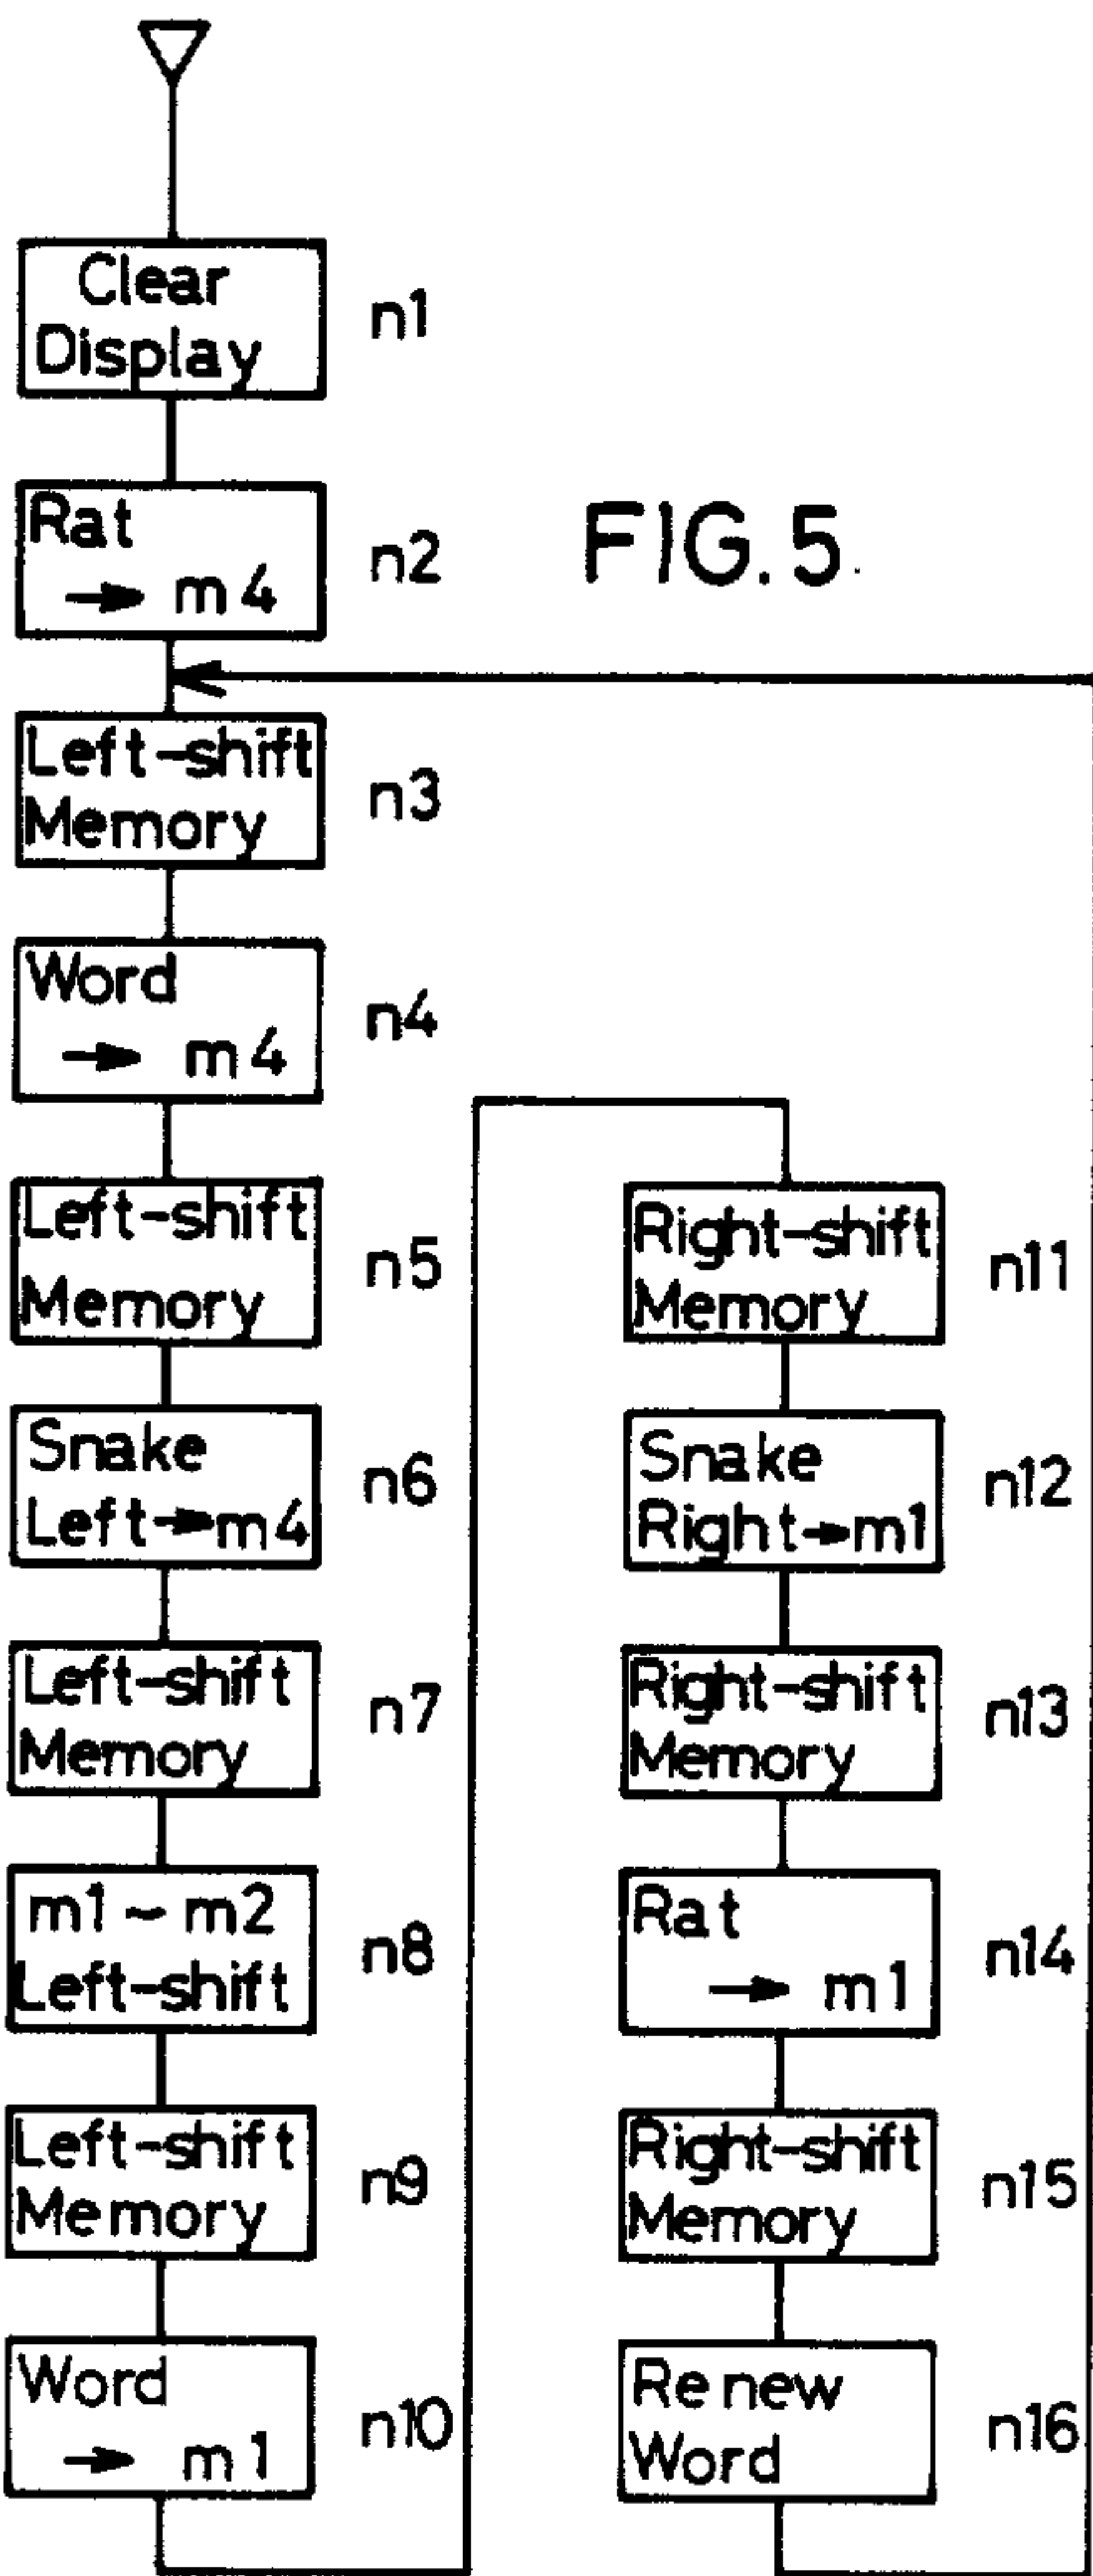 Clear
Display
n1
Rat
→ m4
n2
FIG. 5
Left-shift
Memory
n3
Word
→ m4
n4
Left-shift
Memory
n5
Snake
Left→m4
n6
Left-shift
Memory
n7
m1 ~ m2
Left-shift
n8
Left-shift
Memory
n9
Word
→ m1
n10
Right-shift
Memory
n11
Snake
Right→m1
n12
Right-shift
Memory
n13
Rat
→ m1
n14
Right-shift
Memory
n15
Renew
Word
n16